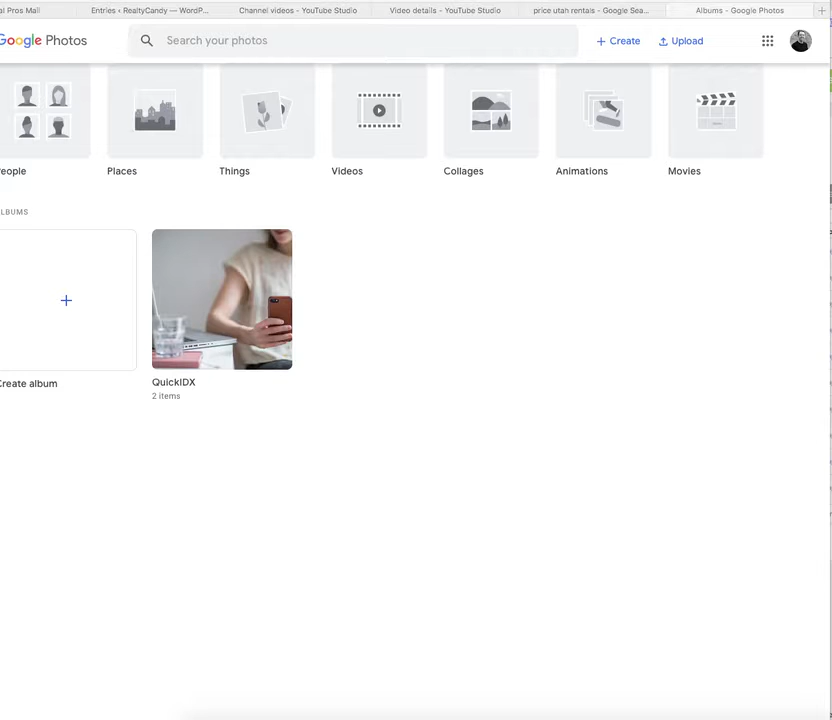 al Pros Mail
Entries ‹ RealtyCandy — WordP...
Channel videos - YouTube Studio
Video details - YouTube Studio
price utah rentals - Google Sea...
Albums - Google Photos
Google Photos
Search your photos
+ Create
Upload
eople
Places
Things
Videos
Collages
Animations
Movies
LBUMS
Create album
QuickIDX
2 items